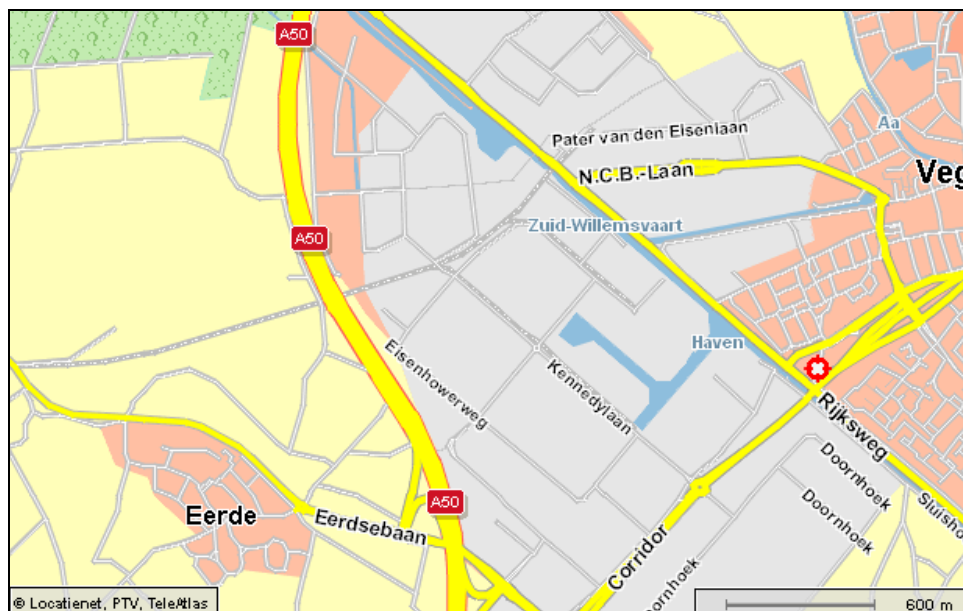 A50
Aa
Pater van den Elsenlaan
N.C.B.-Laan
Veg
Zuid-Willemsvaart
A50
Haven
Eisenhowerweg
Kennedylaan
Rijksweg
Doornhoek
Doornhoek
Sluisho
A50
Eerde
Eerdsebaan
Corridor
oornhoek
© Locatienet, PTV, TeleAtlas
600 m